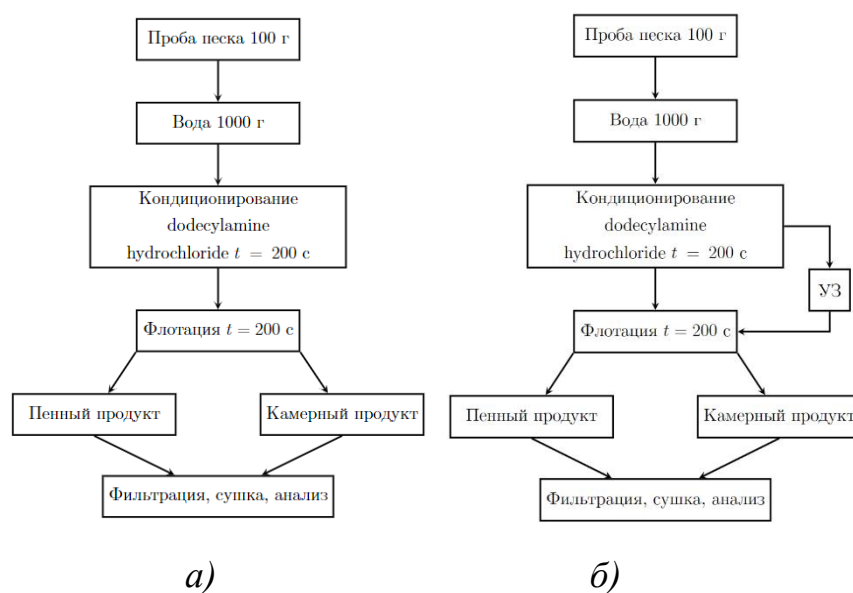 Проба песка 100 г
Вода 1000 г
Кондиционирование
dodecylamine
hydrochloride t = 200 с
Флотация t = 200 с
Пенный продукт
Камерный продукт
Фильтрация, сушка, анализ
а)
Проба песка 100 г
Вода 1000 г
Кондиционирование
dodecylamine
hydrochloride t = 200 с
УЗ
Флотация t = 200 с
Пенный продукт
Камерный продукт
Фильтрация, сушка, анализ
б)